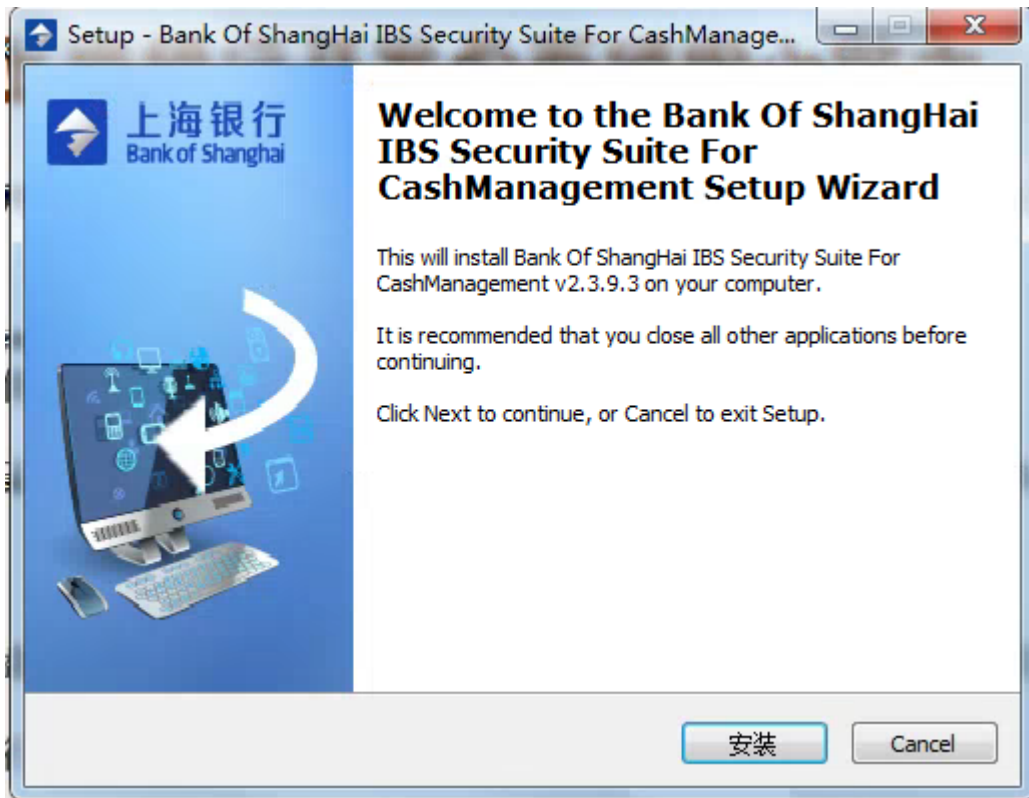 Setup - Bank Of ShangHai IBS Security Suite For CashManage...
上海银行
Bank of Shanghai
Welcome to the Bank Of ShangHai
IBS Security Suite For
CashManagement Setup Wizard
This will install Bank Of ShangHai IBS Security Suite For
CashManagement v2.3.9.3 on your computer.
It is recommended that you close all other applications before
continuing.
Click Next to continue, or Cancel to exit Setup.
安装
Cancel